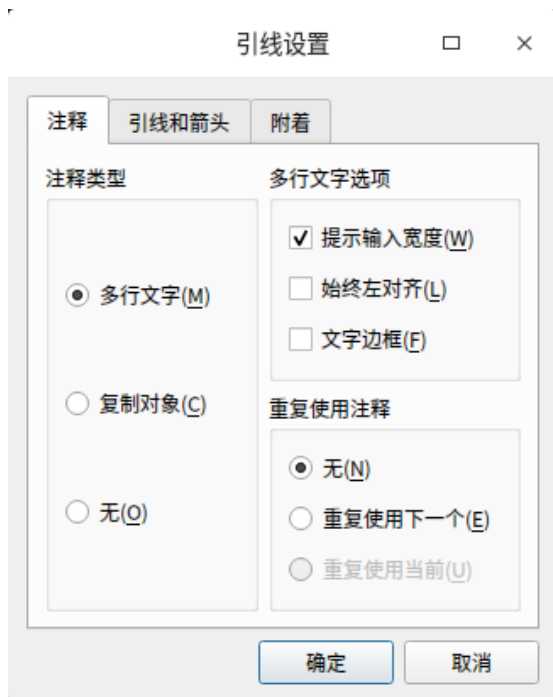 引线设置
注释
引线和箭头
附着
注释类型
多行文字(M)
复制对象(C)
无(O)
多行文字选项
提示输入宽度(W)
始终左对齐(L)
文字边框(F)
重复使用注释
无(N)
重复使用下一个(E)
重复使用当前(U)
确定
取消